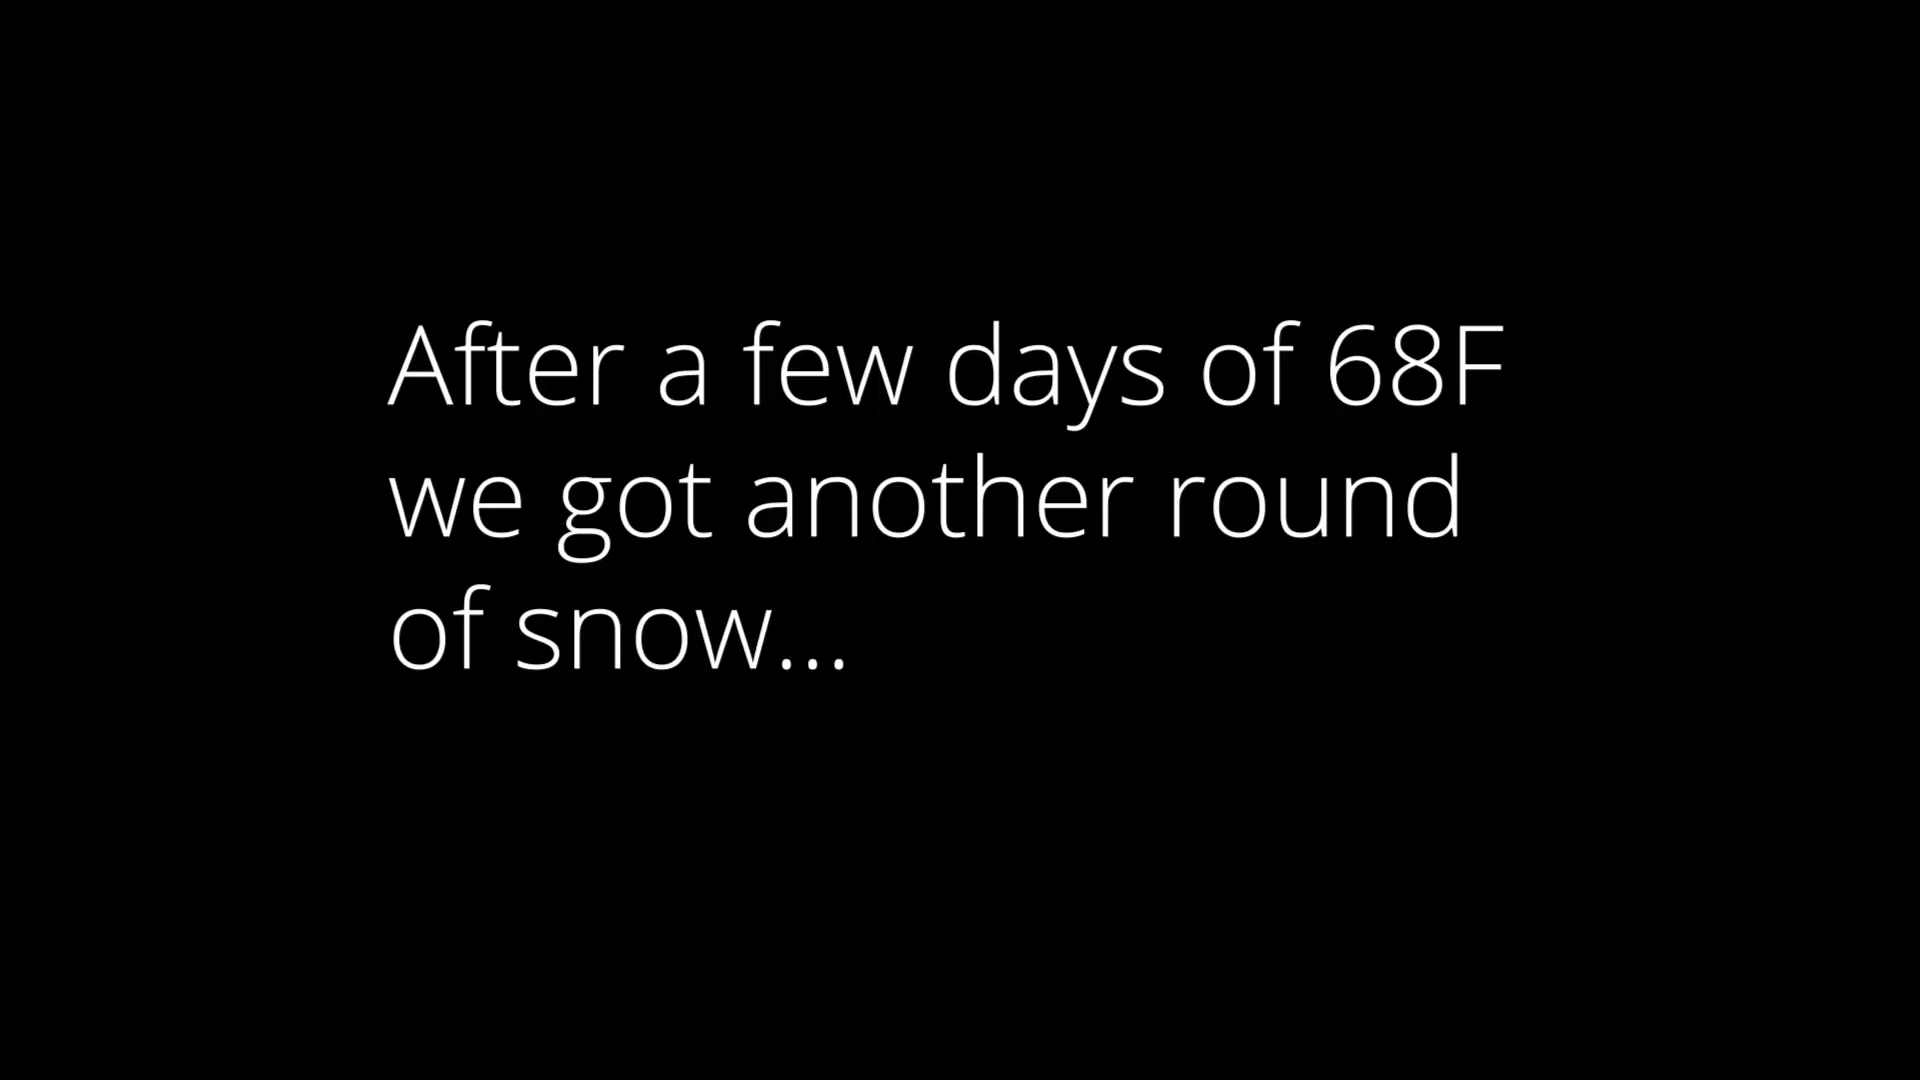 After a few days of 68F
we got another round
of snow...